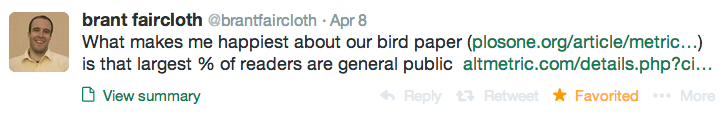 brant faircloth @brantfaircloth · Apr 8
What makes me happiest about our bird paper (plosone.org/article/metric…)
is that largest % of readers are general public altmetric.com/details.php?ci…
View summary Reply Retweet Favorited More